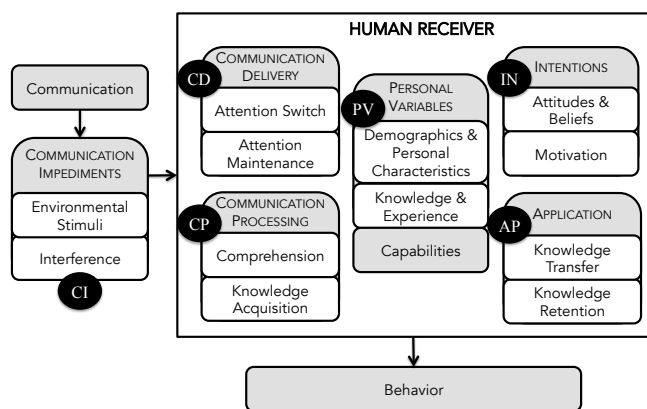 HUMAN RECEIVER
Communication
COMMUNICATION
IMPEDIMENTS
Environmental
Stimuli
Interference
CI
CD
COMMUNICATION
DELIVERY
Attention Switch
Attention
Maintenance
CP
COMMUNICATION
PROCESSING
Comprehension
Knowledge
Acquisition
PV
PERSONAL
VARIABLES
Demographics &
Personal
Characteristics
Knowledge &
Experience
Capabilities
IN
INTENTIONS
Attitudes &
Beliefs
Motivation
AP
APPLICATION
Knowledge
Transfer
Knowledge
Retention
Behavior